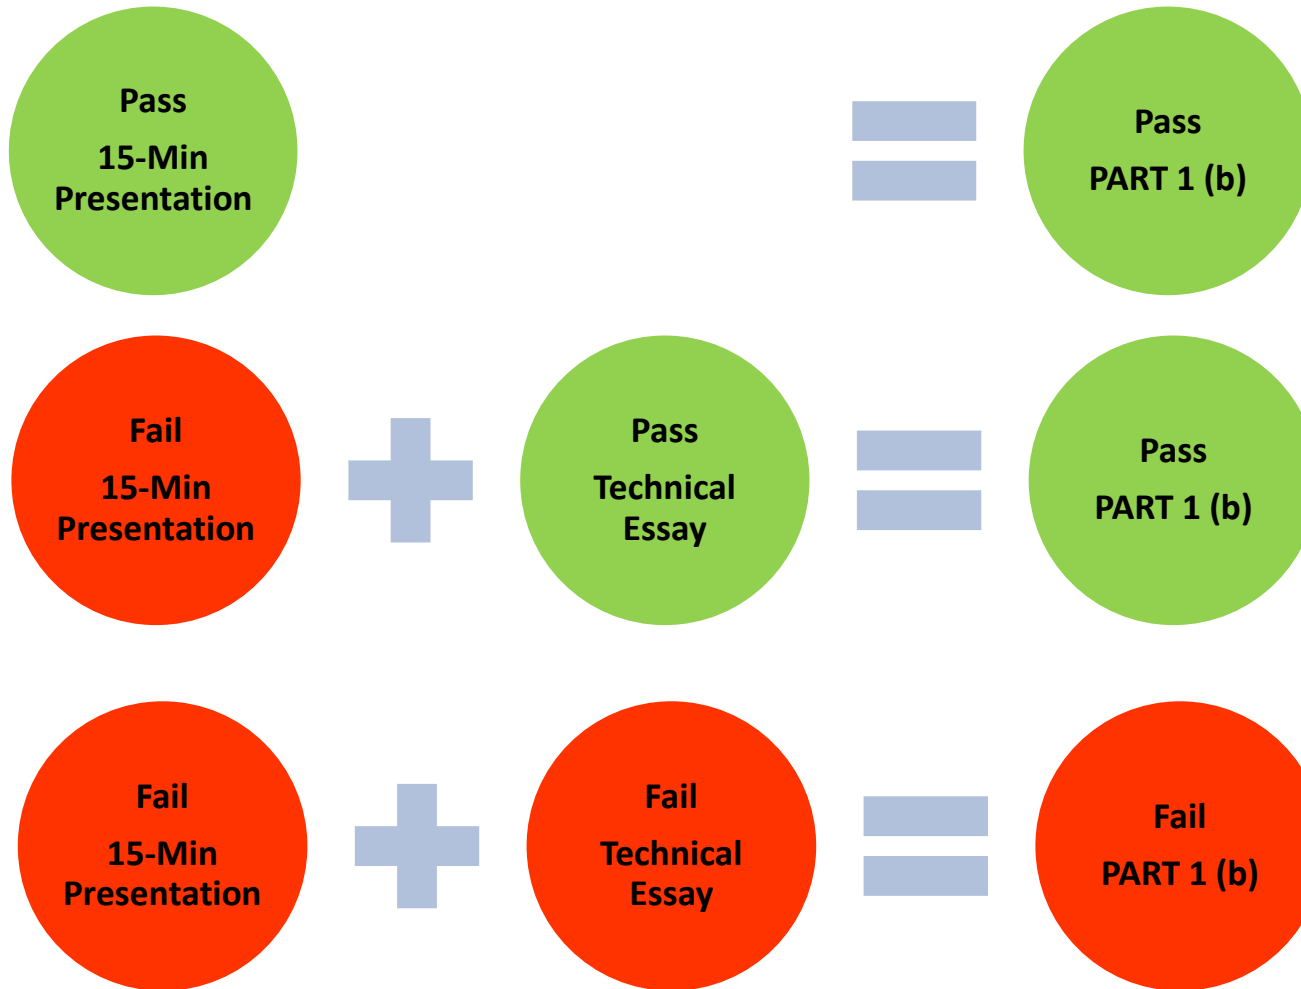 Pass
15-Min
Presentation
Pass
PART 1 (b)
Fail
15-Min
Presentation
Pass
Technical
Essay
Pass
PART 1 (b)
Fail
15-Min
Presentation
Fail
Technical
Essay
Fail
PART 1 (b)